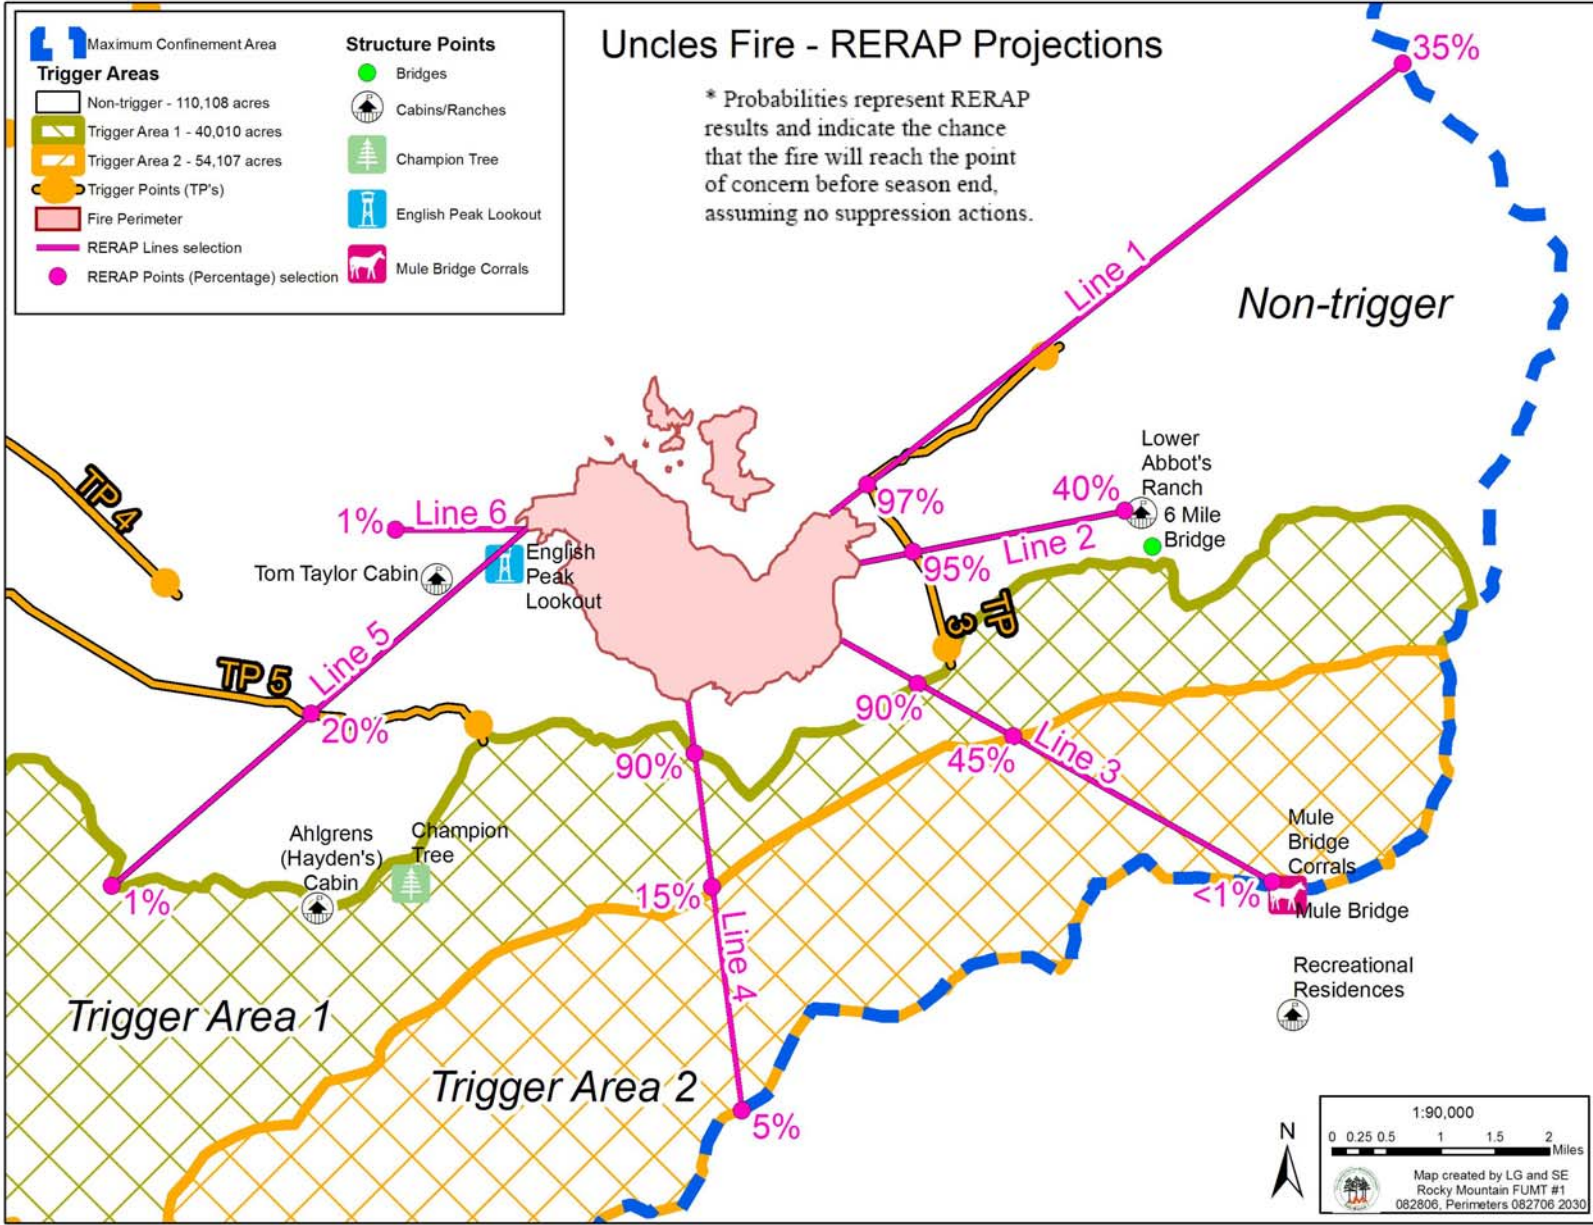 Uncles Fire - RERAP Projections
* Probabilities represent RERAP
results and indicate the chance
that the fire will reach the point
of concern before season end,
assuming no suppression actions.
Maximum Confinement Area
Trigger Areas
Non-trigger - 110,108 acres
Trigger Area 1 - 40,010 acres
Trigger Area 2 - 54,107 acres
Trigger Points (TP's)
Fire Perimeter
RERAP Lines selection
RERAP Points (Percentage) selection
Structure Points
Bridges
Cabins/Ranches
Champion Tree
English Peak Lookout
Mule Bridge Corrals
35%
Line 1
Non-trigger
Lower
Abbot's
Ranch
6 Mile
Bridge
40%
97%
Line 2
95%
TP 4
1%
Line 6
English
Peak
Lookout
Tom Taylor Cabin
TP 3
Line 5
TP 5
20%
90%
90%
45%
Line 3
Ahlgrens
(Hayden's)
Cabin
Champion
Tree
Mule
Bridge
Corrals
1%
15%
<1%
Mule Bridge
Line 4
Recreational
Residences
Trigger Area 1
Trigger Area 2
5%
N
1:90,000
0 0.25 0.5 1 1.5 2
Miles
Map created by LG and SE
Rocky Mountain FUMT #1
082806, Perimeters 082706 2030